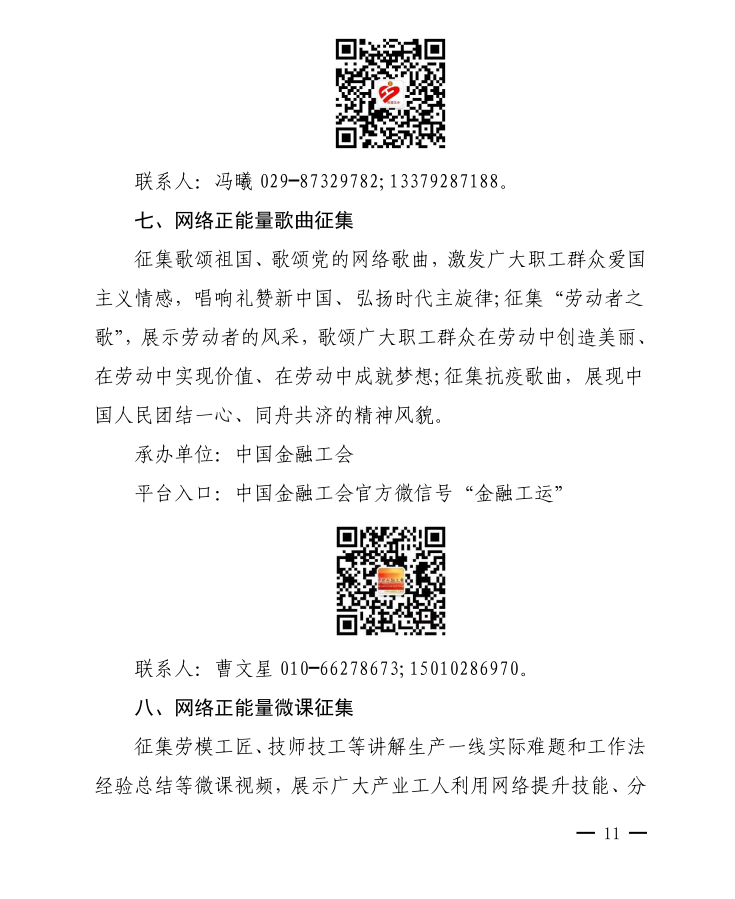 联系人：冯曦 029—87329782；13379287188。
七、网络正能量歌曲征集
征集歌颂祖国、歌颂党的网络歌曲，激发广大职工群众爱国
主义情感，唱响礼赞新中国、弘扬时代主旋律；征集“劳动者之
歌”，展示劳动者的风采，歌颂广大职工群众在劳动中创造美丽、
在劳动中实现价值、在劳动中成就梦想；征集抗疫歌曲，展现中
国人民团结一心、同舟共济的精神风貌。
承办单位：中国金融工会
平台入口：中国金融工会官方微信号“金融工运”
联系人：曹文星 010—66278673；15010286970。
八、网络正能量微课征集
征集劳模工匠、技师技工等讲解生产一线实际难题和工作法
经验总结等微课视频，展示广大产业工人利用网络提升技能、分
— 11 —